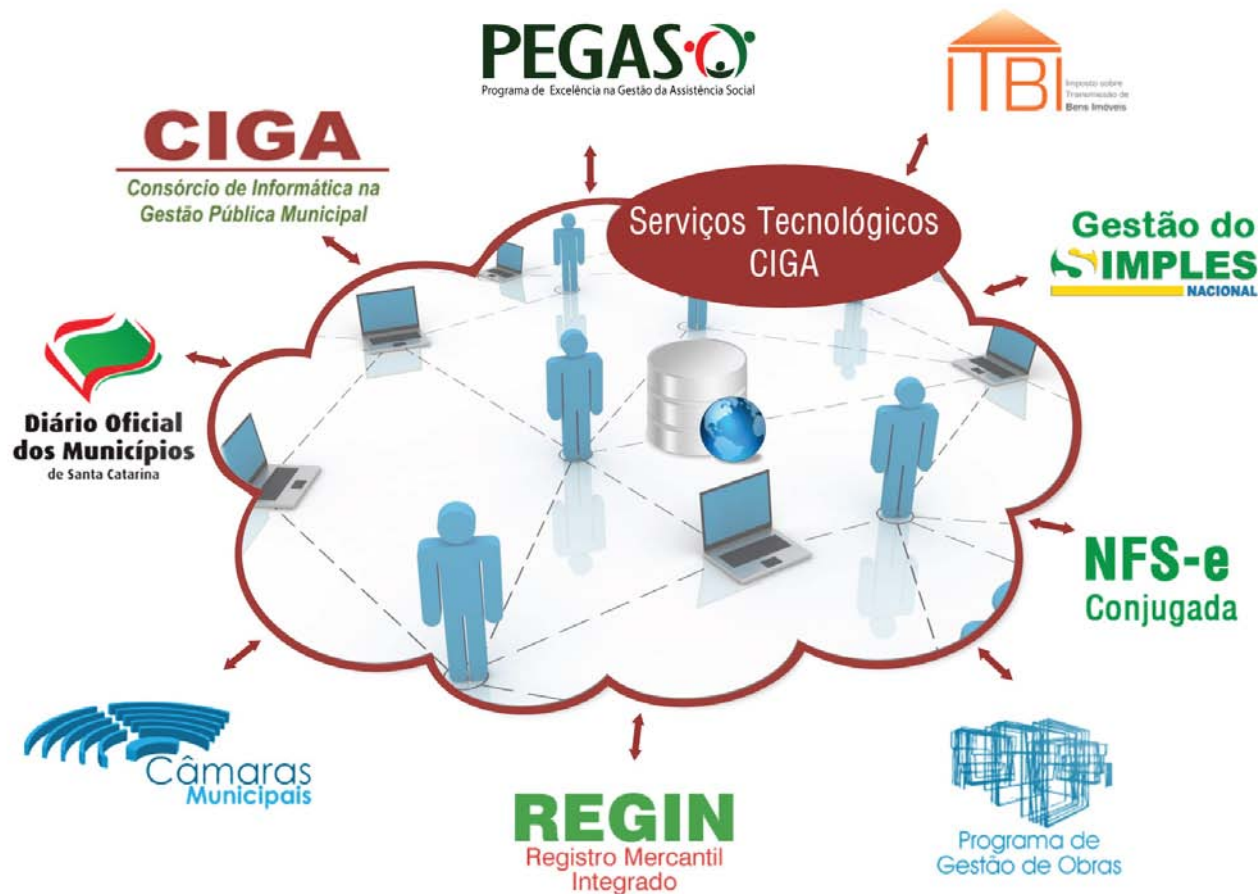 PEGASO
Programa de Excelência na Gestão da Assistência Social
ITBI
Imposto sobre
Transmissão de
Bens Imóveis
CIGA
Consórcio de Informática na
Gestão Pública Municipal
Serviços Tecnológicos
CIGA
Gestão do
SIMPLES
NACIONAL
Diário Oficial
dos Municípios
de Santa Catarina
NFS-e
Conjugada
Câmaras
Municipais
REGIN
Registro Mercantil
Integrado
Programa de
Gestão de Obras